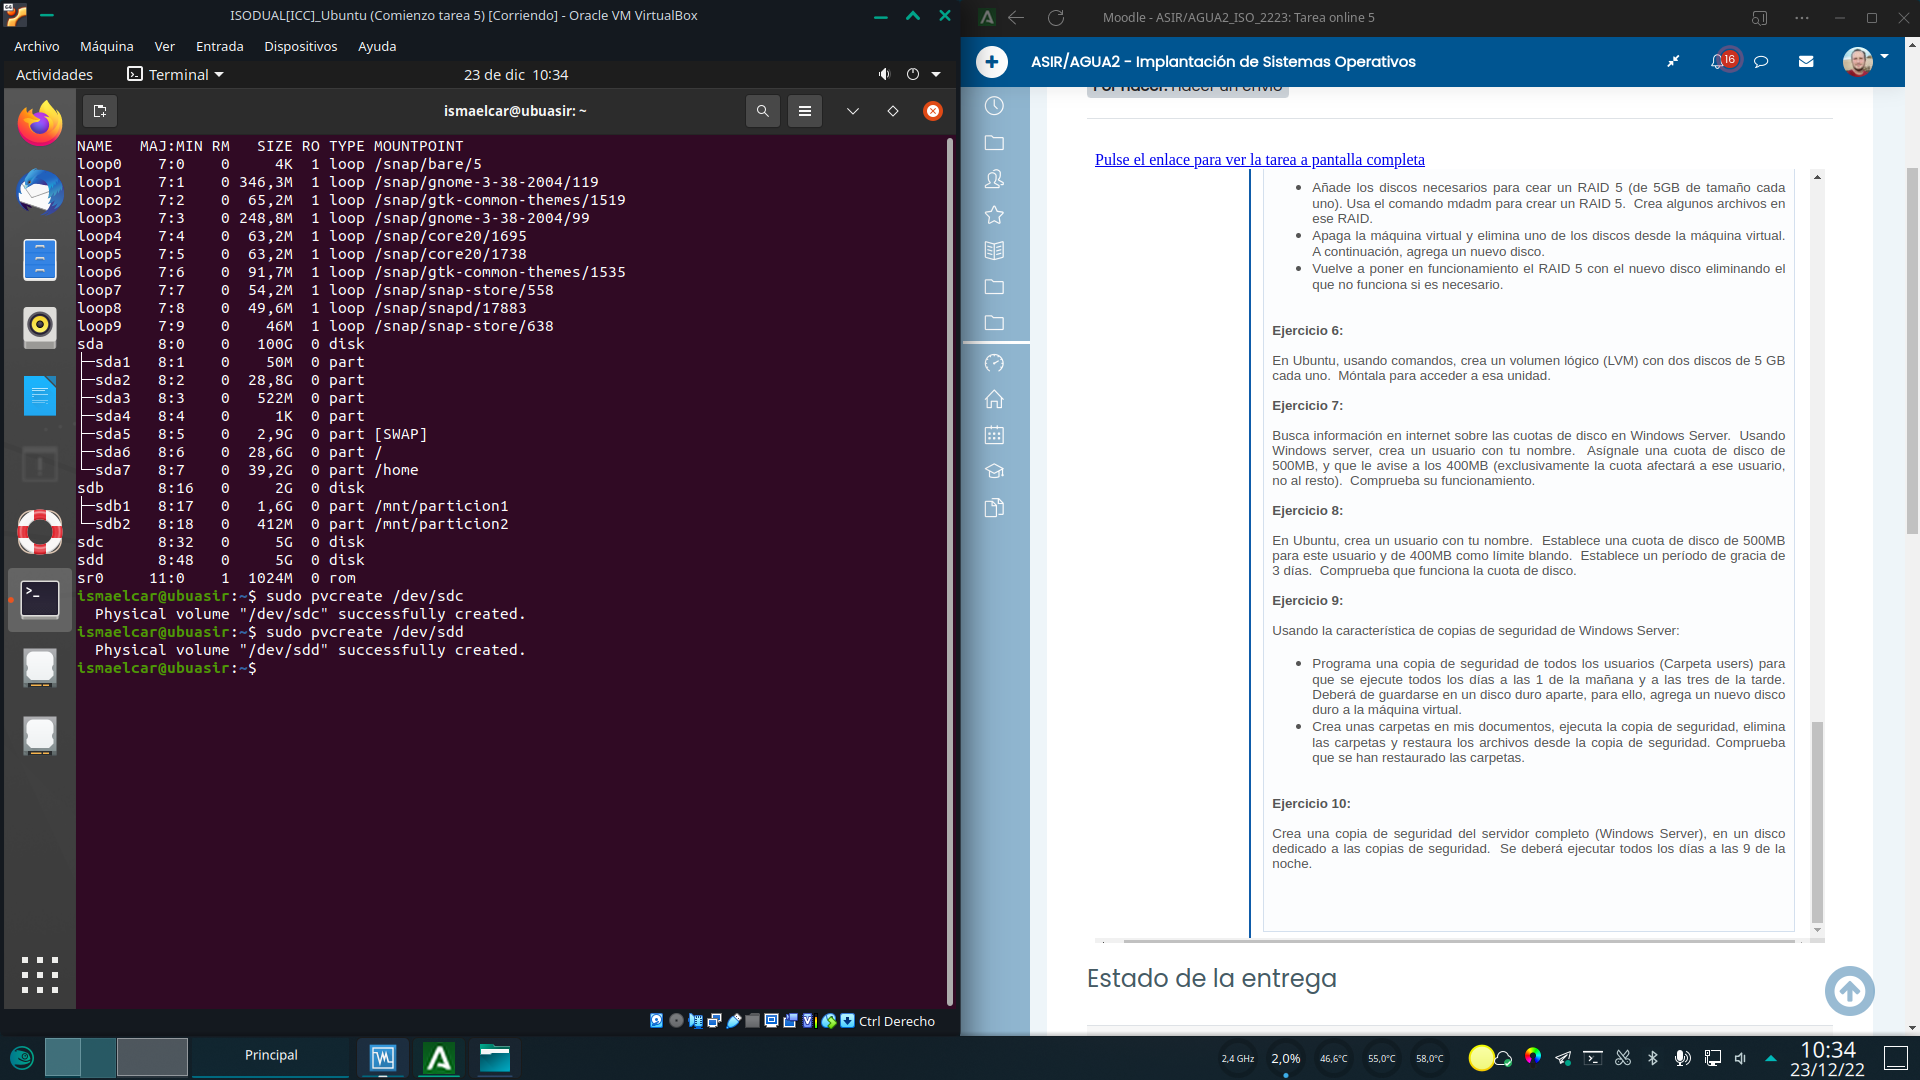 ISODUAL[ICC]_Ubuntu (Comienzo tarea 5) [Corriendo] - Oracle VM VirtualBox
Archivo Máquina Ver Entrada Dispositivos Ayuda
Actividades Terminal 23 de dic 10:34
ismaelcar@ubuasir: ~
NAME MAJ:MIN RM SIZE RO TYPE MOUNTPOINT
loop0 7:0 0 4K 1 loop /snap/bare/5
loop1 7:1 0 346,3M 1 loop /snap/gnome-3-38-2004/119
loop2 7:2 0 65,2M 1 loop /snap/gtk-common-themes/1519
loop3 7:3 0 248,8M 1 loop /snap/gnome-3-38-2004/99
loop4 7:4 0 63,2M 1 loop /snap/core20/1695
loop5 7:5 0 63,2M 1 loop /snap/core20/1738
loop6 7:6 0 91,7M 1 loop /snap/gtk-common-themes/1535
loop7 7:7 0 54,2M 1 loop /snap/snap-store/558
loop8 7:8 0 49,6M 1 loop /snap/snapd/17883
loop9 7:9 0 46M 1 loop /snap/snap-store/638
sda 8:0 0 100G 0 disk
├─sda1 8:1 0 50M 0 part
├─sda2 8:2 0 28,8G 0 part
├─sda3 8:3 0 522M 0 part
├─sda4 8:4 0 1K 0 part
├─sda5 8:5 0 2,9G 0 part [SWAP]
├─sda6 8:6 0 28,6G 0 part /
└─sda7 8:7 0 39,2G 0 part /home
sdb 8:16 0 2G 0 disk
├─sdb1 8:17 0 1,6G 0 part /mnt/particion1
└─sdb2 8:18 0 412M 0 part /mnt/particion2
sdc 8:32 0 5G 0 disk
sdd 8:48 0 5G 0 disk
sr0 11:0 1 1024M 0 rom
ismaelcar@ubuasir:~$ sudo pvcreate /dev/sdc
Physical volume "/dev/sdc" successfully created.
ismaelcar@ubuasir:~$ sudo pvcreate /dev/sdd
Physical volume "/dev/sdd" successfully created.
ismaelcar@ubuasir:~$
Ctrl Derecho
Moodle - ASIR/AGUA2_ISO_2223: Tarea online 5
ASIR/AGUA2 - Implantación de Sistemas Operativos
16
Por hacer: Hacer un envío
Pulse el enlace para ver la tarea a pantalla completa
• Añade los discos necesarios para cear un RAID 5 (de 5GB de tamaño cada
uno). Usa el comando mdadm para crear un RAID 5. Crea algunos archivos en
ese RAID.
• Apaga la máquina virtual y elimina uno de los discos desde la máquina virtual.
A continuación, agrega un nuevo disco.
• Vuelve a poner en funcionamiento el RAID 5 con el nuevo disco eliminando el
que no funciona si es necesario.
Ejercicio 6:
En Ubuntu, usando comandos, crea un volumen lógico (LVM) con dos discos de 5 GB
cada uno. Móntala para acceder a esa unidad.
Ejercicio 7:
Busca información en internet sobre las cuotas de disco en Windows Server. Usando
Windows server, crea un usuario con tu nombre. Asígnale una cuota de disco de
500MB, y que le avise a los 400MB (exclusivamente la cuota afectará a ese usuario,
no al resto). Comprueba su funcionamiento.
Ejercicio 8:
En Ubuntu, crea un usuario con tu nombre. Establece una cuota de disco de 500MB
para este usuario y de 400MB como límite blando. Establece un período de gracia de
3 días. Comprueba que funciona la cuota de disco.
Ejercicio 9:
Usando la característica de copias de seguridad de Windows Server:
• Programa una copia de seguridad de todos los usuarios (Carpeta users) para
que se ejecute todos los días a las 1 de la mañana y a las tres de la tarde.
Deberá de guardarse en un disco duro aparte, para ello, agrega un nuevo disco
duro a la máquina virtual.
• Crea unas carpetas en mis documentos, ejecuta la copia de seguridad, elimina
las carpetas y restaura los archivos desde la copia de seguridad. Comprueba
que se han restaurado las carpetas.
Ejercicio 10:
Crea una copia de seguridad del servidor completo (Windows Server), en un disco
dedicado a las copias de seguridad. Se deberá ejecutar todos los días a las 9 de la
noche.
Estado de la entrega
Principal
2,4 GHz 2,0% 46,6°C 55,0°C 58,0°C
10:34
23/12/22